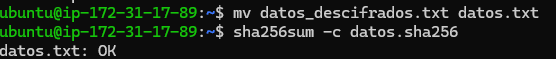 ubuntu@ip-172-31-17-89:~$ mv datos_descifrados.txt datos.txt
ubuntu@ip-172-31-17-89:~$ sha256sum -c datos.sha256
datos.txt: OK